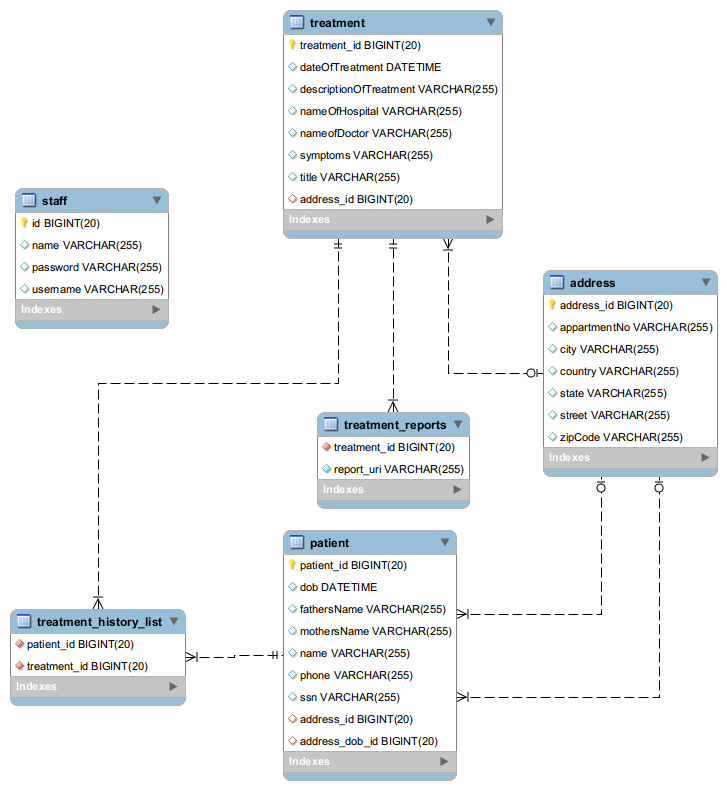 treatment
treatment_id BIGINT(20)
dateOfTreatment DATETIME
descriptionOfTreatment VARCHAR(255)
nameOfHospital VARCHAR(255)
nameofDoctor VARCHAR(255)
symptoms VARCHAR(255)
title VARCHAR(255)
address_id BIGINT(20)
Indexes
staff
id BIGINT(20)
name VARCHAR(255)
password VARCHAR(255)
username VARCHAR(255)
Indexes
address
address_id BIGINT(20)
appartmentNo VARCHAR(255)
city VARCHAR(255)
country VARCHAR(255)
state VARCHAR(255)
street VARCHAR(255)
zipCode VARCHAR(255)
Indexes
treatment_reports
treatment_id BIGINT(20)
report_uri VARCHAR(255)
Indexes
patient
patient_id BIGINT(20)
dob DATETIME
fathersName VARCHAR(255)
mothersName VARCHAR(255)
name VARCHAR(255)
phone VARCHAR(255)
ssn VARCHAR(255)
address_id BIGINT(20)
address_dob_id BIGINT(20)
Indexes
treatment_history_list
patient_id BIGINT(20)
treatment_id BIGINT(20)
Indexes